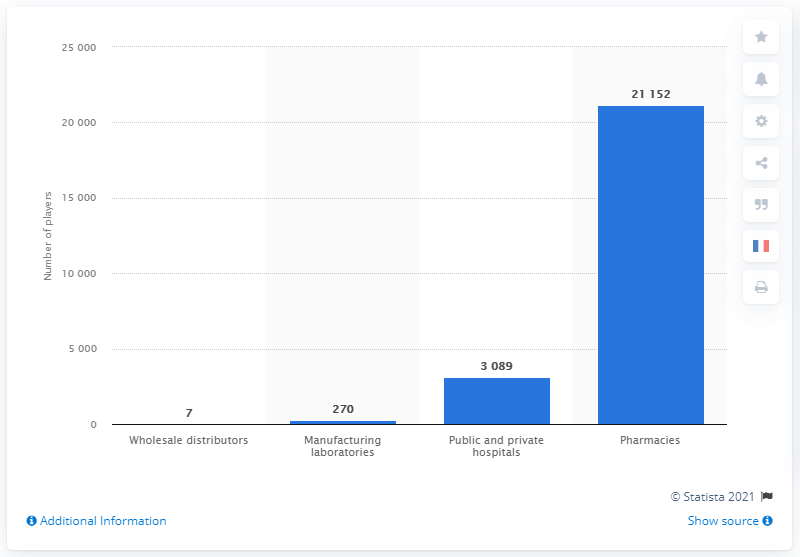 25 000
20 000
15 000
10 000
5 000
0
Number of players
7
270
3 089
21 152
Wholesale distributors
Manufacturing
laboratories
Public and private
hospitals
Pharmacies
© Statista 2021
Additional Information
Show source